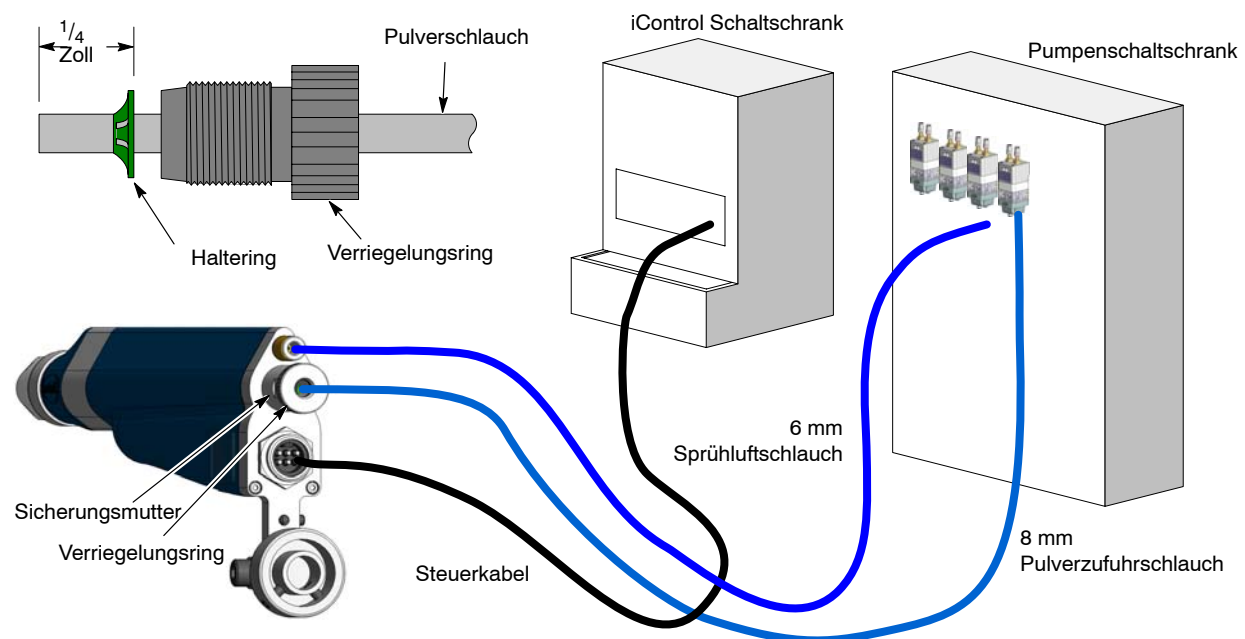 1/4
Zoll
Pulverschlauch
Haltering
Verriegelungsring
iControl Schaltschrank
Pumpenschaltschrank
6 mm
Sprühluftschlauch
Sicherungsmutter
Verriegelungsring
Steuerkabel
8 mm
Pulverzufuhrschlauch